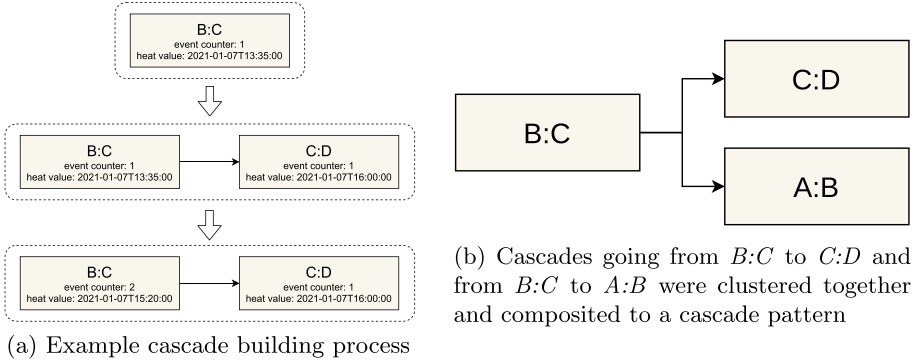 B:C
event counter: 1
heat value: 2021-01-07T13:35:00
B:C
event counter: 1
heat value: 2021-01-07T13:35:00
C:D
event counter: 1
heat value: 2021-01-07T16:00:00
B:C
event counter: 2
heat value: 2021-01-07T15:20:00
C:D
event counter: 1
heat value: 2021-01-07T16:00:00
(a) Example cascade building process
B:C
C:D
A:B
(b) Cascades going from B:C to C:D and
from B:C to A:B were clustered together
and composited to a cascade pattern